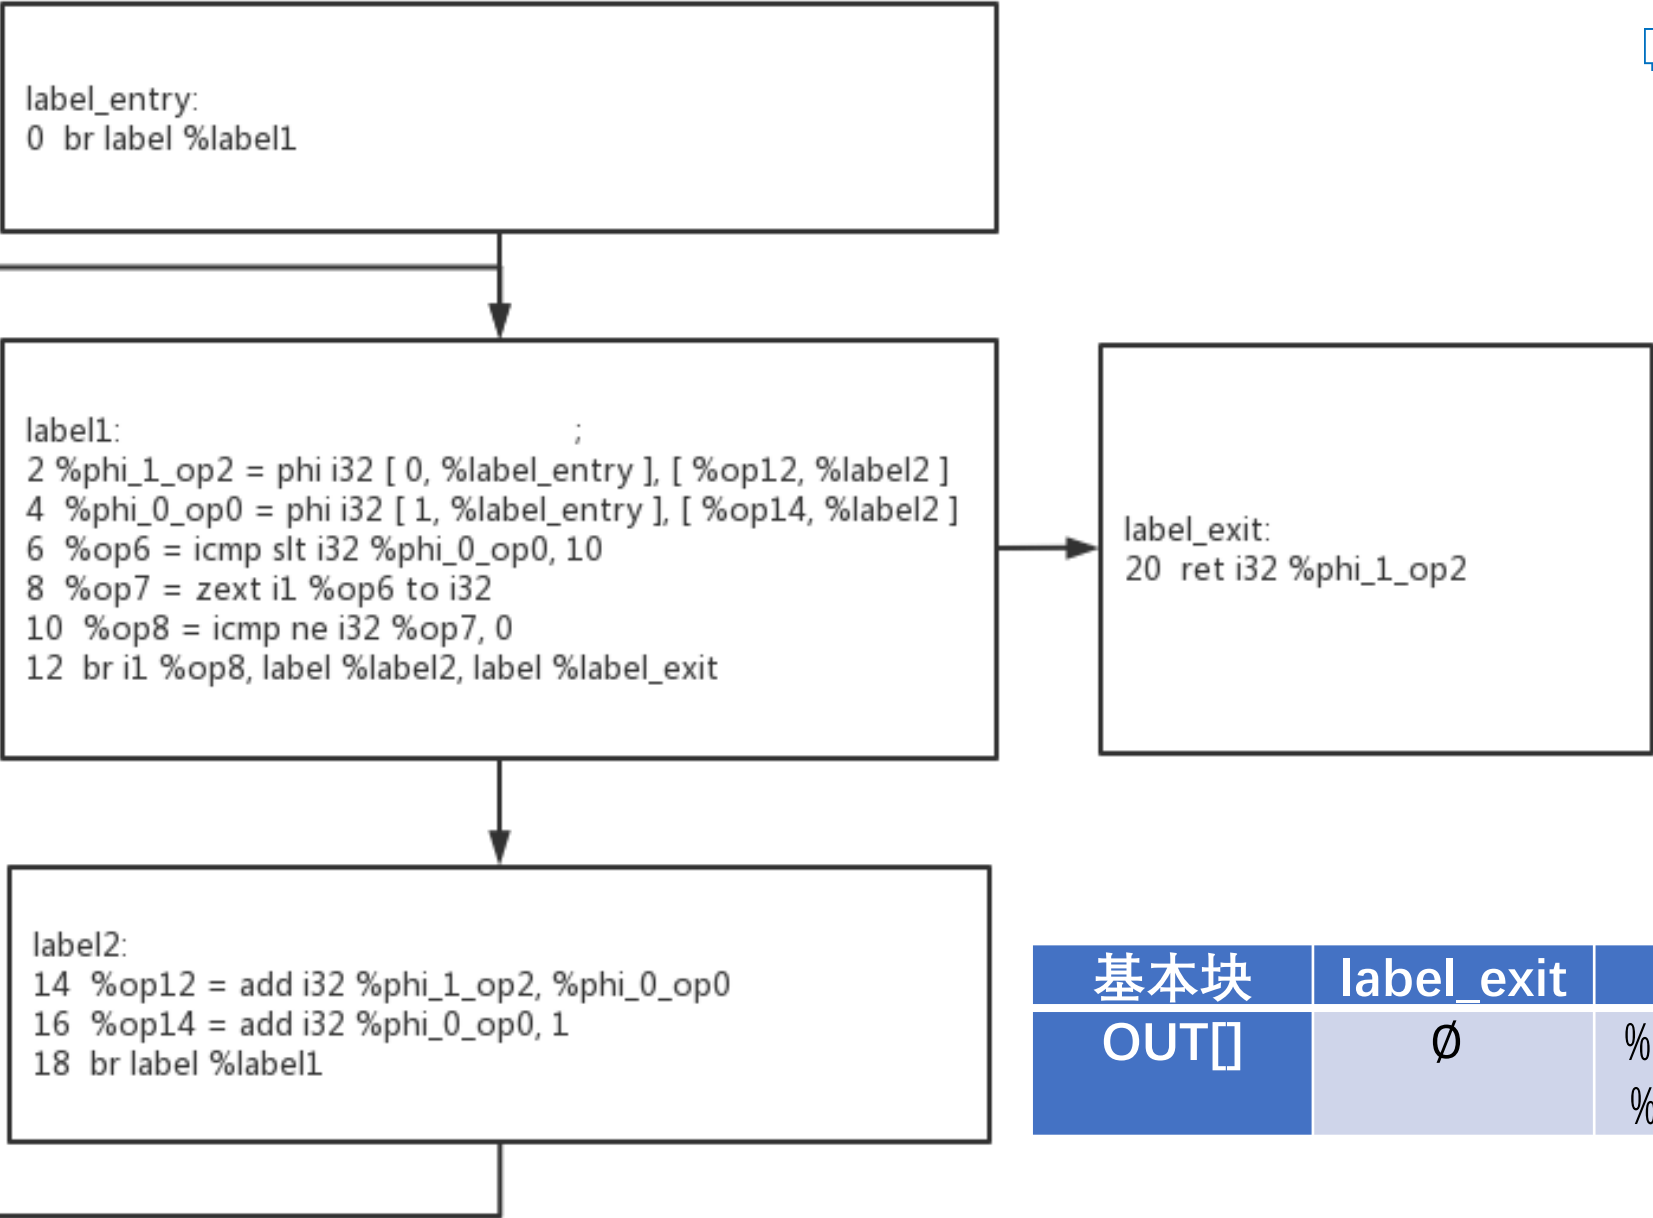 label_entry:
0 br label %label1
label1: ;
2 %phi_1_op2 = phi i32 [ 0, %label_entry ], [ %op12, %label2 ]
4 %phi_0_op0 = phi i32 [ 1, %label_entry ], [ %op14, %label2 ]
6 %op6 = icmp slt i32 %phi_0_op0, 10
8 %op7 = zext i1 %op6 to i32
10 %op8 = icmp ne i32 %op7, 0
12 br i1 %op8, label %label2, label %label_exit
label_exit:
20 ret i32 %phi_1_op2
label2:
14 %op12 = add i32 %phi_1_op2, %phi_0_op0
16 %op14 = add i32 %phi_0_op0, 1
18 br label %label1
基本块 label_exit
OUT[] Ø %
%